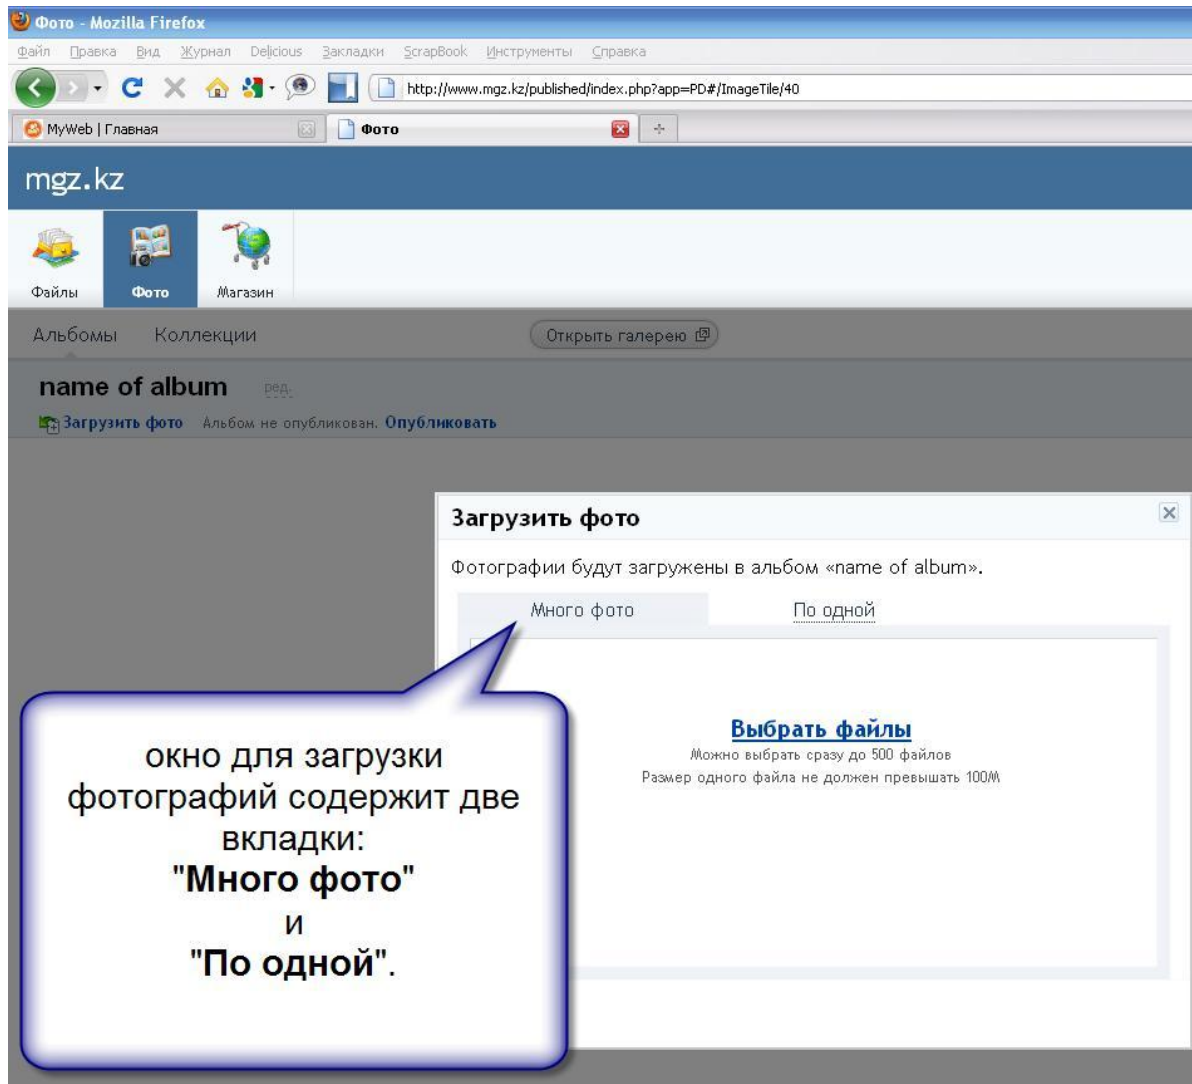 Фото - Mozilla Firefox
Файл Правка Вид Журнал Delicious Закладки ScrapBook Инструменты Справка
http://www.mgz.kz/published/index.php?app=PD#/ImageTile/40
MyWeb | Главная Фото
mgz.kz
Файлы Фото Магазин
Альбомы Коллекции Открыть галерею
name of album ред.
Загрузить фото Альбом не опубликован. Опубликовать
Загрузить фото
Фотографии будут загружены в альбом «name of album».
Много фото По одной
Выбрать файлы
Можно выбрать сразу до 500 файлов
Размер одного файла не должен превышать 100M
окно для загрузки
фотографий содержит две
вкладки:
"Много фото"
и
"По одной".